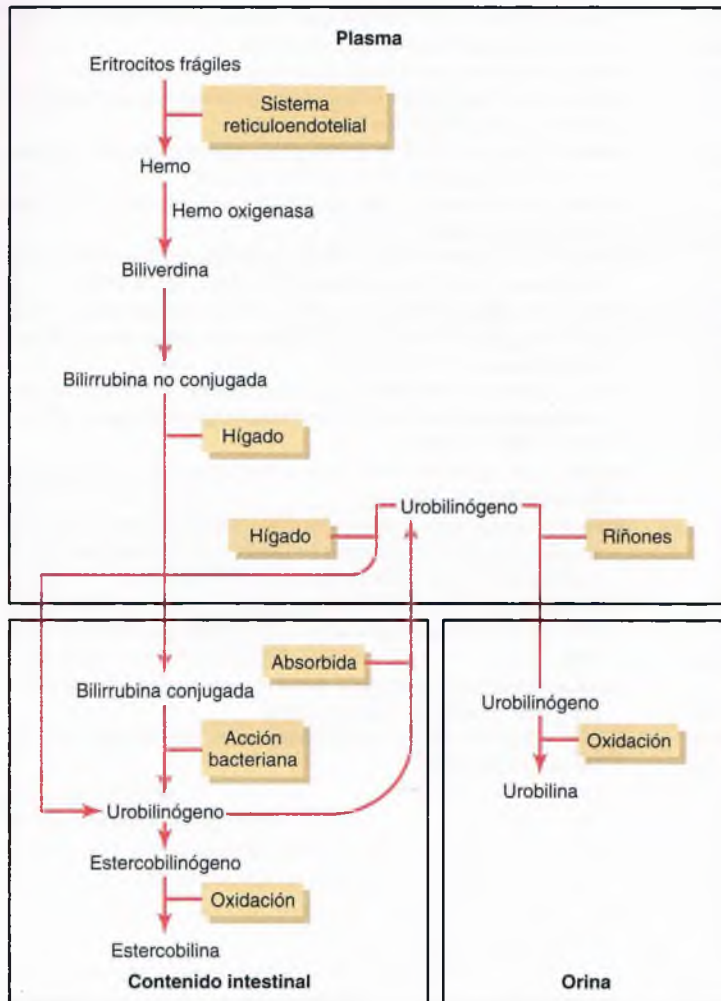 Plasma
Eritrocitos frágiles
Sistema
reticuloendotelial
Hemo
Hemo oxigenasa
Biliverdina
Bilirrubina no conjugada
Hígado
Urobilinógeno
Hígado
Ríñones
Absorbida
Bilirrubina conjugada
Acción
bacteriana
Urobilinógeno
Estercobilinógeno
Oxidación
Estercobilina
Contenido intestinal
Urobilinógeno
Oxidación
Urobilina
Orina